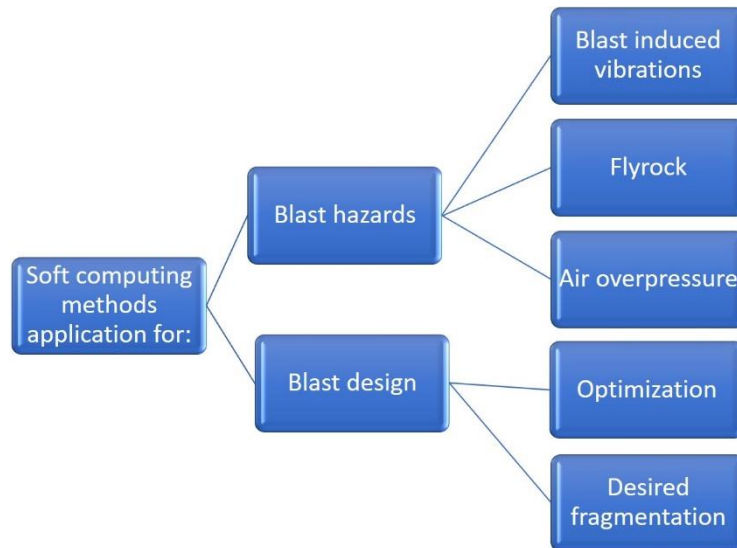 Soft computing
methods
application for:
Blast hazards
Blast induced
vibrations
Flyrock
Air overpressure
Blast design
Optimization
Desired
fragmentation